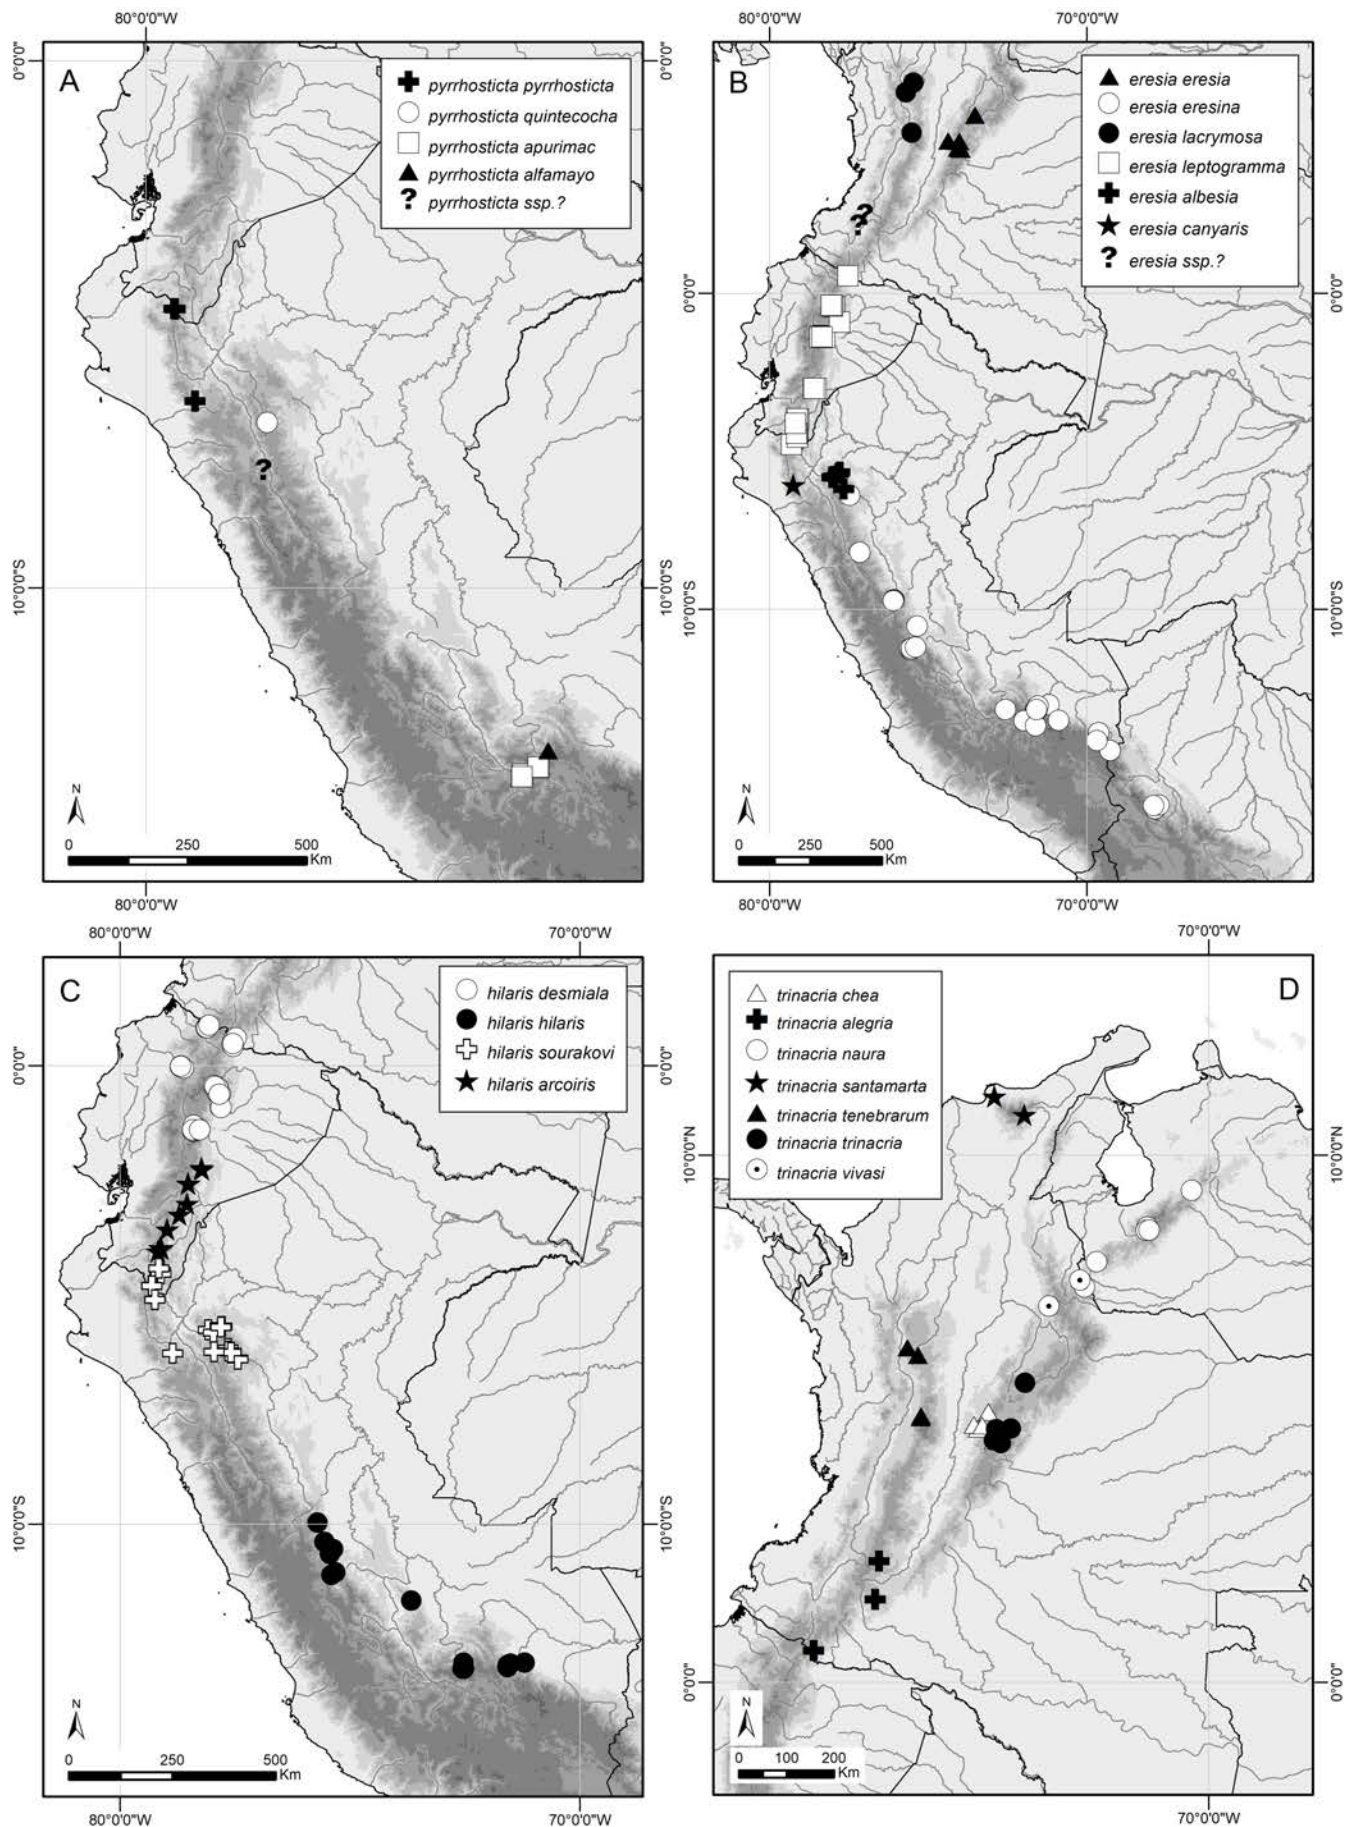 80°0'0"W
0°0'0"
10°0'0"S
A
pyrrhosticta pyrrhosticta
pyrrhosticta quintecocha
pyrrhosticta apurimac
pyrrhosticta alfamayo
? pyrrhosticta ssp.?
?
N
0 250 500
Km
80°0'0"W
80°0'0"W 70°0'0"W
B
eresia eresia
eresia eresina
eresia lacrymosa
eresia leptogramma
eresia albesia
eresia canyaris
? eresia ssp.?
?
?
0°0'0"
10°0'0"S
N
0 250 500
Km
80°0'0"W 70°0'0"W
80°0'0"W 70°0'0"W
C
hilaris desmiala
hilaris hilaris
hilaris sourakovi
hilaris arcoiris
0°0'0"
10°0'0"S
N
0 250 500
Km
80°0'0"W 70°0'0"W
70°0'0"W
D
trinacria chea
trinacria alegria
trinacria naura
trinacria santamarta
trinacria tenebrarum
trinacria trinacria
trinacria vivasi
10°0'0"N
0°0'0"
N
0 100 200
Km
70°0'0"W